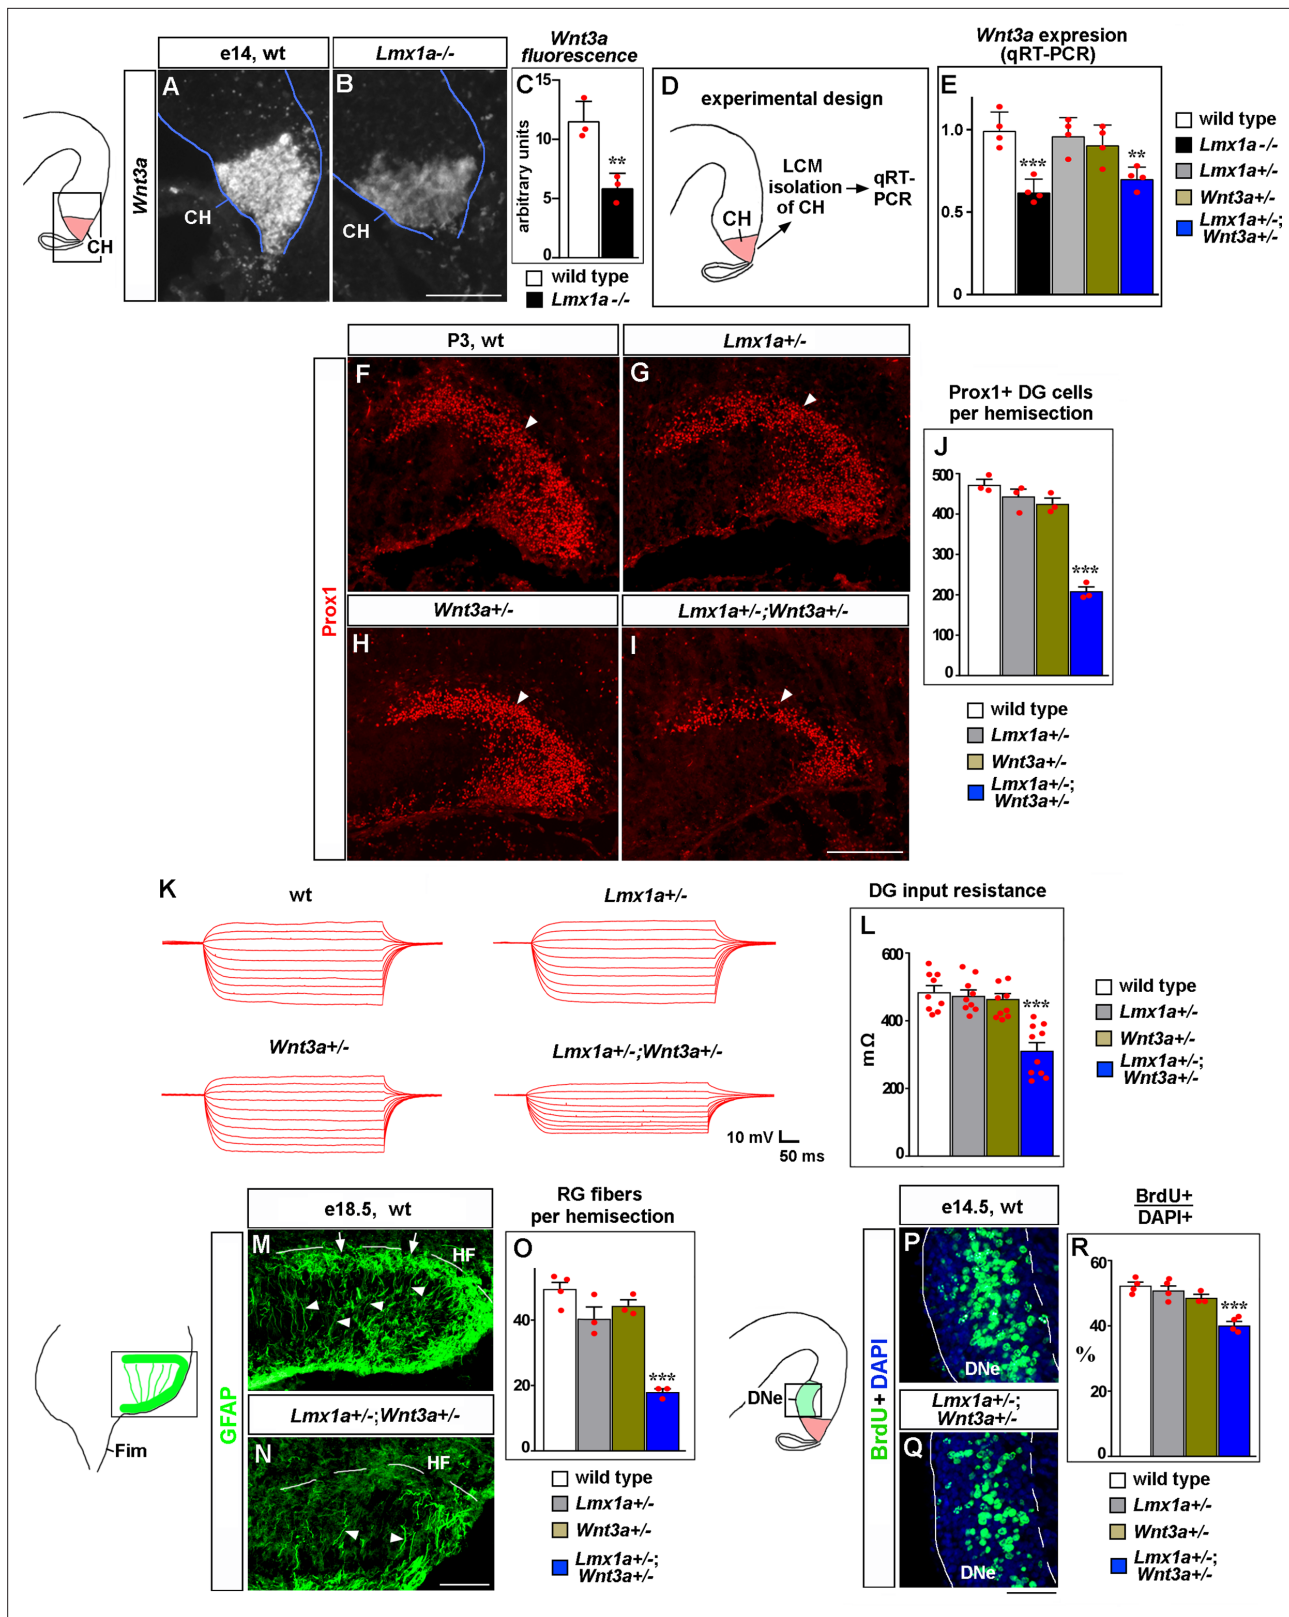 e14, wt
Lmx1a-/-
Wnt3a
fluorescence
Wnt3a expresion
(qRT-PCR)
Wnt3a
CH
A
CH
B
CH
C
15
10
5
0
arbitrary units
**
wild type
Lmx1a-/-
D
experimental design
LCM
isolation
of CH
qRT-
PCR
CH
E
1.0
0.5
0
***
**
wild type
Lmx1a-/-
Lmx1a+/-
Wnt3a+/-
Lmx1a+/-;
Wnt3a+/-
P3, wt
Lmx1a+/-
Prox1
F
G
Wnt3a+/-
Lmx1a+/-;Wnt3a+/-
H
I
Prox1+ DG cells
per hemisection
J
500
400
300
200
100
0
***
wild type
Lmx1a+/-
Wnt3a+/-
Lmx1a+/-;
Wnt3a+/-
K
wt
Lmx1a+/-
Wnt3a+/-
Lmx1a+/-;Wnt3a+/-
10 mV
50 ms
DG input resistance
L
600
400
200
0
mΩ
***
wild type
Lmx1a+/-
Wnt3a+/-
Lmx1a+/-;
Wnt3a+/-
Fim
GFAP
e18.5, wt
M
HF
Lmx1a+/-;Wnt3a+/-
N
HF
RG fibers
per hemisection
O
40
20
0
***
wild type
Lmx1a+/-
Wnt3a+/-
Lmx1a+/-;
Wnt3a+/-
DNe
BrdU+DAPI
e14.5, wt
P
DNe
Lmx1a+/-;
Wnt3a+/-
Q
DNe
BrdU+
DAPI+
R
60
40
%
20
0
***
wild type
Lmx1a+/-
Wnt3a+/-
Lmx1a+/-;
Wnt3a+/-